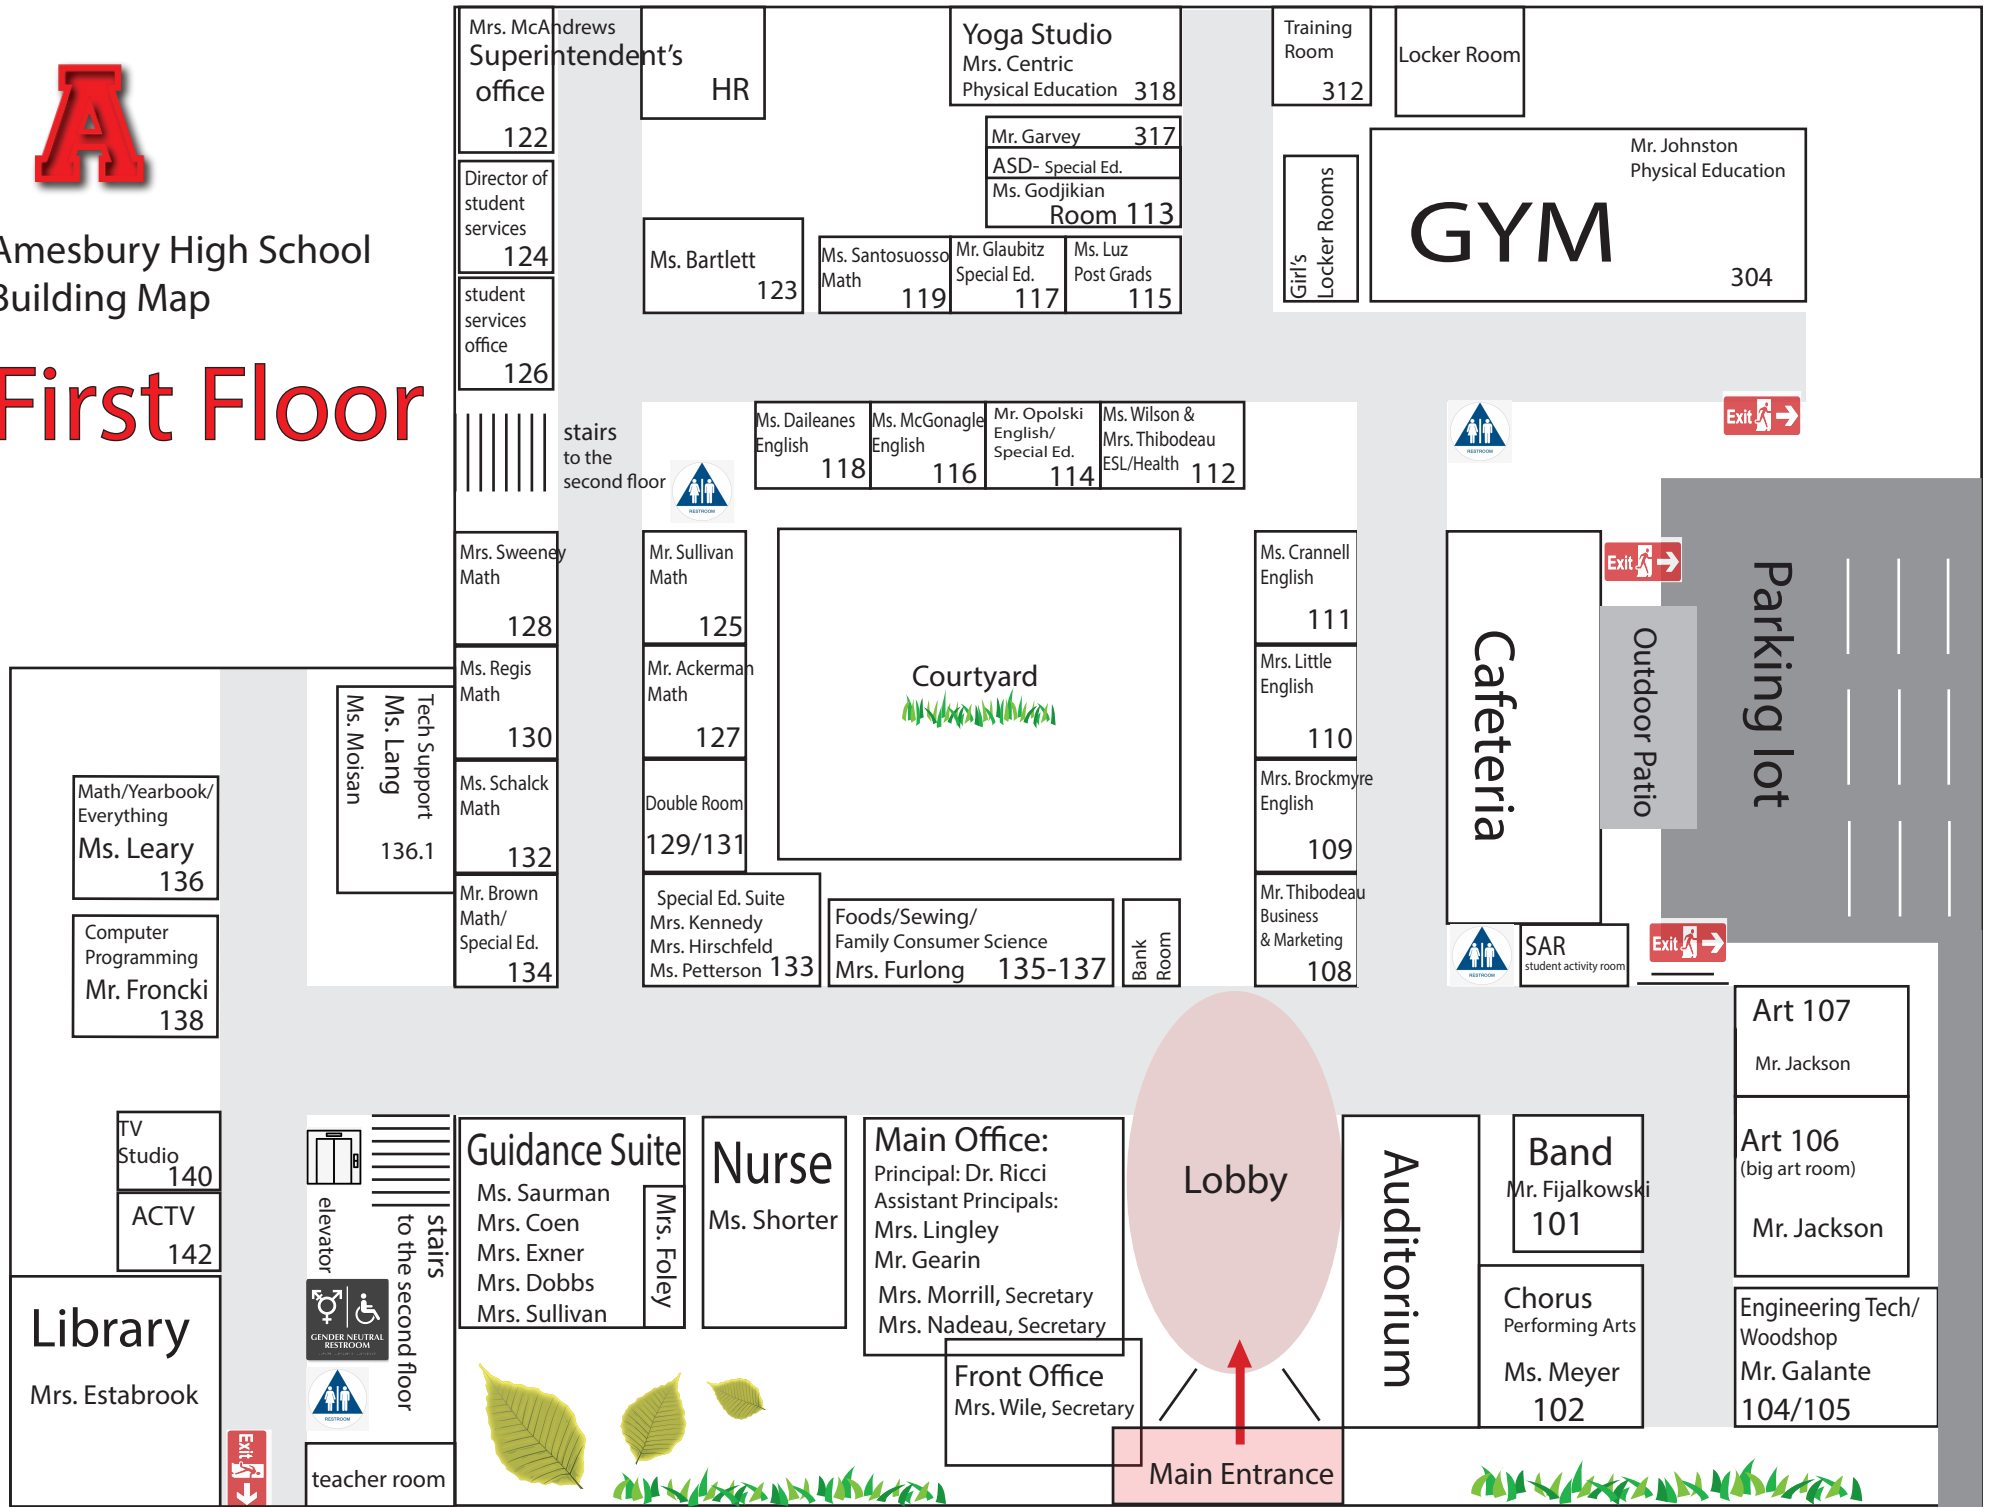 A
Amesbury High School
Building Map
First Floor
Mrs. McAndrews
Superintendent's
office
122
HR
Yoga Studio
Mrs. Centric
Physical Education 318
Training
Room
312
Locker Room
Mr. Garvey 317
ASD- Special Ed.
Ms. Godjikian
Room 113
Director of
student
services
124
Ms. Bartlett
123
Ms. Santosuosso
Math
119
Mr. Glaubitz
Special Ed.
117
Ms. Luz
Post Grads
115
Girl's
Locker Rooms
Mr. Johnston
Physical Education
GYM
304
student
services
office
126
stairs
to the
second floor
RESTROOM
Ms. Daileanes
English
118
Ms. McGonagle
English
116
Mr. Opolski
English/
Special Ed.
114
Ms. Wilson &
Mrs. Thibodeau
ESL/Health 112
RESTROOM
Exit
Mrs. Sweeney
Math
128
Mr. Sullivan
Math
125
Courtyard
Ms. Crannell
English
111
Cafeteria
Exit
Outdoor Patio
Parking lot
Tech Support
Ms. Lang
Ms. Moisan
136.1
Ms. Regis
Math
130
Mr. Ackerman
Math
127
Mrs. Little
English
110
Math/Yearbook/
Everything
Ms. Leary
136
Ms. Schalck
Math
132
Double Room
129/131
Mrs. Brockmyre
English
109
Computer
Programming
Mr. Froncki
138
Mr. Brown
Math/
Special Ed.
134
Special Ed. Suite
Mrs. Kennedy
Mrs. Hirschfeld
Ms. Petterson 133
Foods/Sewing/
Family Consumer Science
Mrs. Furlong 135-137
Bank
Room
Mr. Thibodeau
Business
& Marketing
108
RESTROOM
SAR
student activity room
Exit
Art 107
Mr. Jackson
TV
Studio
140
ACTV
142
Library
Mrs. Estabrook
Exit
elevator
stairs
to the second floor
GENDER NEUTRAL
RESTROOM
RESTROOM
teacher room
Guidance Suite
Ms. Saurman
Mrs. Coen
Mrs. Exner
Mrs. Dobbs
Mrs. Sullivan
Mrs. Foley
Nurse
Ms. Shorter
Main Office:
Principal: Dr. Ricci
Assistant Principals:
Mrs. Lingley
Mr. Gearin
Mrs. Morrill, Secretary
Mrs. Nadeau, Secretary
Front Office
Mrs. Wile, Secretary
Lobby
Main Entrance
Auditorium
Band
Mr. Fijalkowski
101
Chorus
Performing Arts
Ms. Meyer
102
Art 106
(big art room)
Mr. Jackson
Engineering Tech/
Woodshop
Mr. Galante
104/105